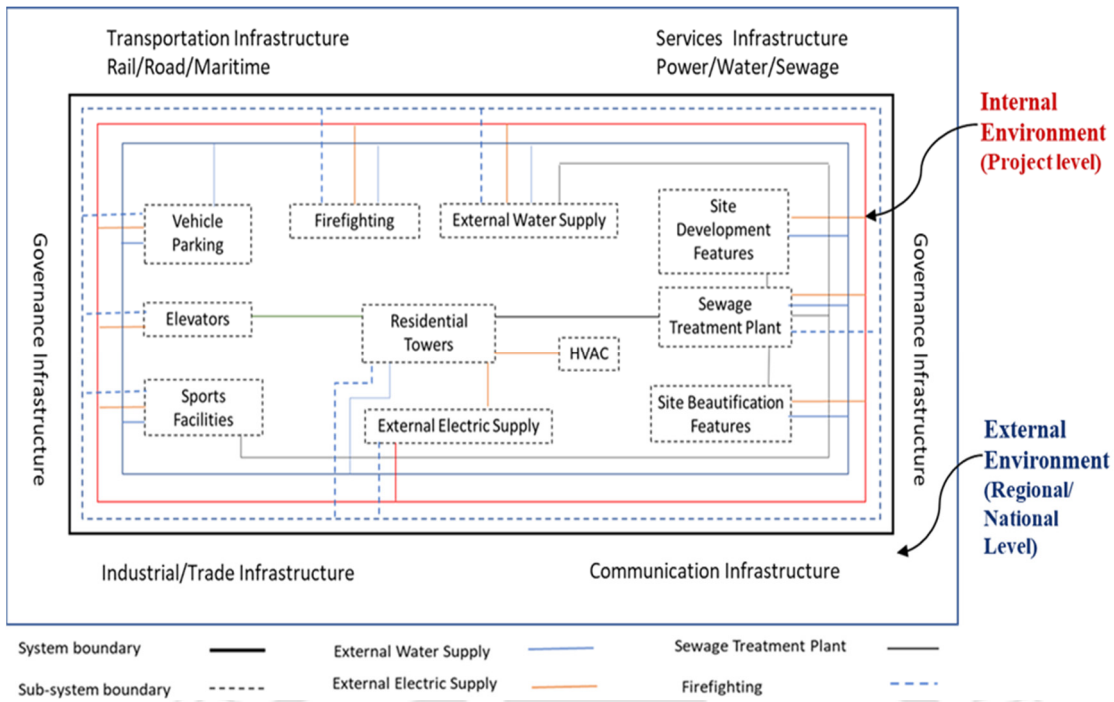 Transportation Infrastructure
Rail/Road/Maritime
Services Infrastructure
Power/Water/Sewage
Internal
Environment
(Project level)
Governance Infrastructure
Vehicle
Parking
Firefighting
External Water Supply
Site
Development
Features
Governance Infrastructure
Elevators
Residential
Towers
HVAC
Sewage
Treatment Plant
Sports
Facilities
External Electric Supply
Site Beautification
Features
External
Environment
(Regional/
National
Level)
Industrial/Trade Infrastructure
Communication Infrastructure
System boundary
External Water Supply
Sewage Treatment Plant
Sub-system boundary
External Electric Supply
Firefighting